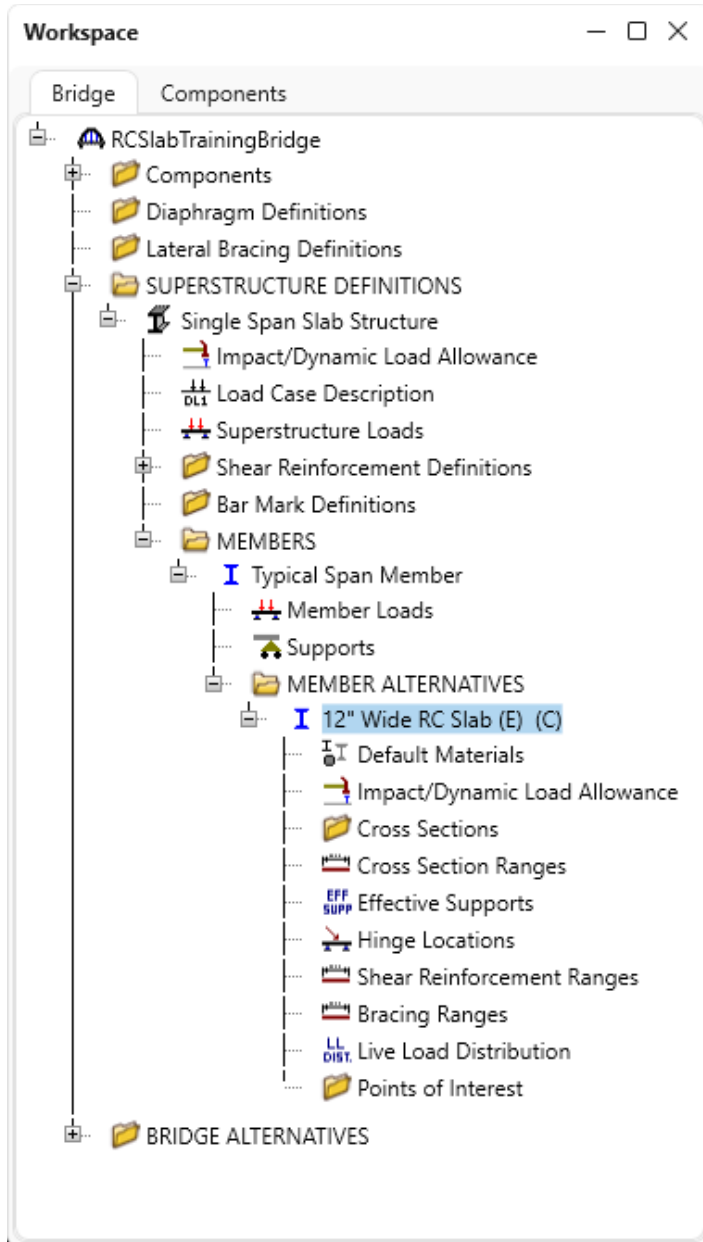 Workspace
Bridge Components
RCSlabTrainingBridge
Components
Diaphragm Definitions
Lateral Bracing Definitions
SUPERSTRUCTURE DEFINITIONS
Single Span Slab Structure
Impact/Dynamic Load Allowance
DL1 Load Case Description
Superstructure Loads
Shear Reinforcement Definitions
Bar Mark Definitions
MEMBERS
Typical Span Member
Member Loads
Supports
MEMBER ALTERNATIVES
12" Wide RC Slab (E) (C)
Default Materials
Impact/Dynamic Load Allowance
Cross Sections
Cross Section Ranges
EFF SUPP Effective Supports
Hinge Locations
Shear Reinforcement Ranges
Bracing Ranges
LL DIST. Live Load Distribution
Points of Interest
BRIDGE ALTERNATIVES